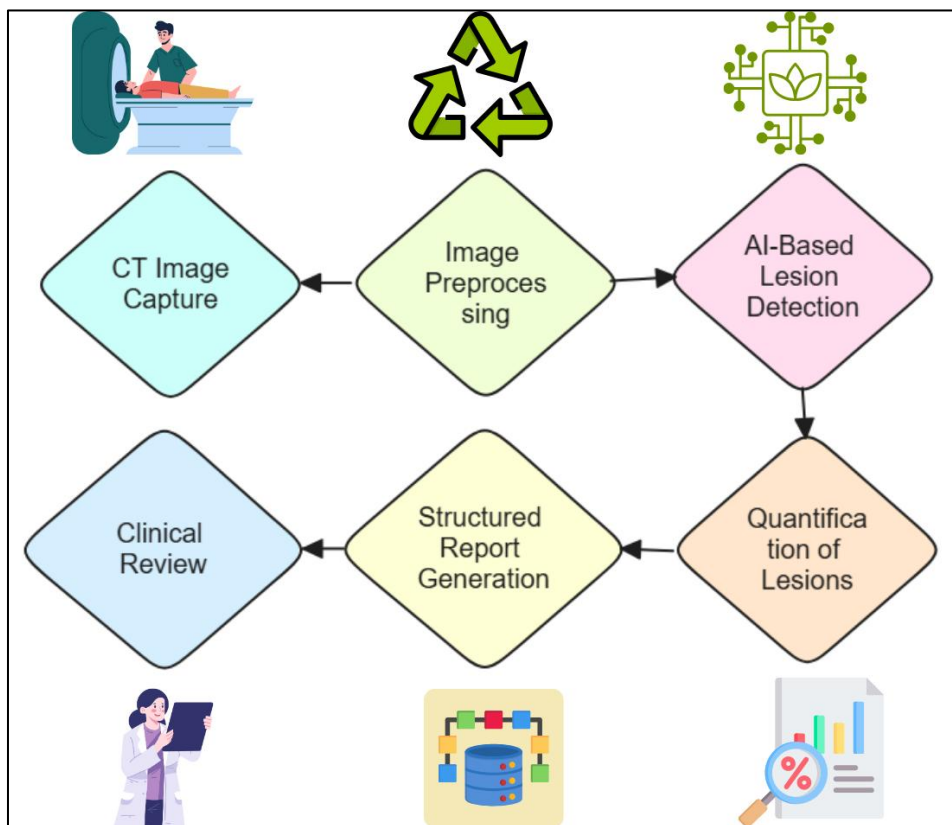 CT Image
Capture
Image
Preproces
sing
AI-Based
Lesion
Detection
Clinical
Review
Structured
Report
Generation
Quantifica
tion of
Lesions
%